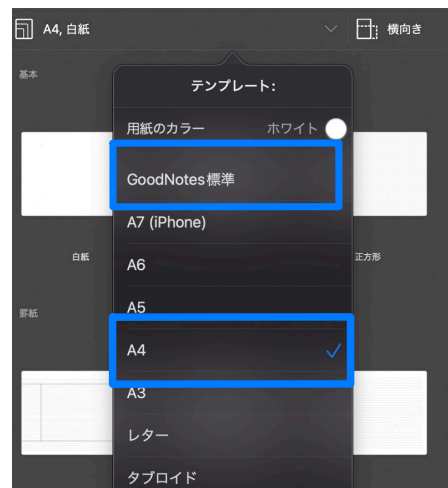 A4, 白紙
横向き
基本
テンプレート:
用紙のカラー ホワイト
GoodNotes標準
A7 (iPhone)
白紙
正方形
A6
A5
罫紙
A4
A3
レター
タブロイド